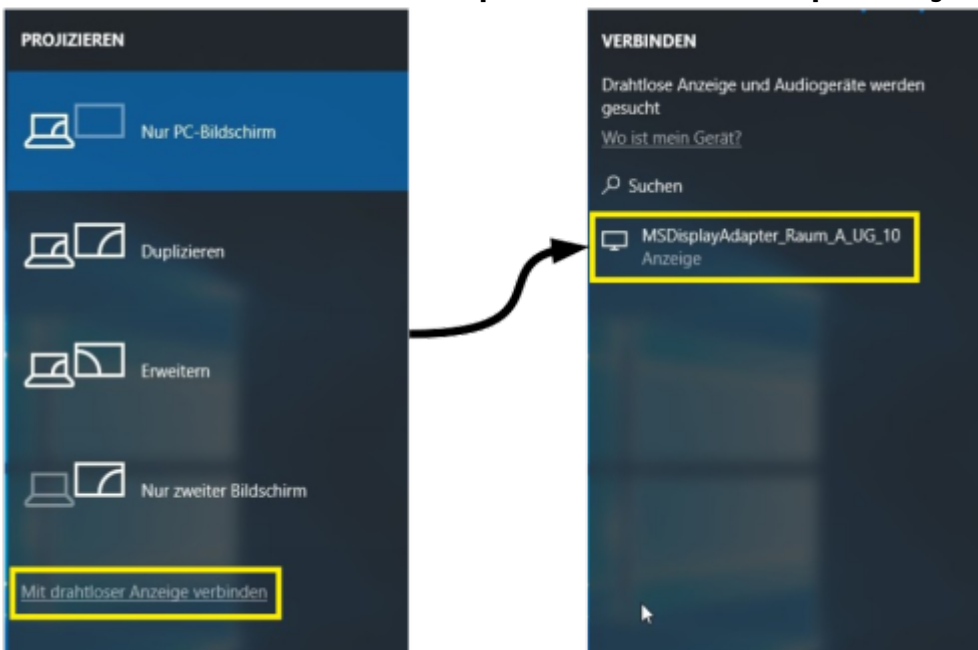 PROJIZIEREN
Nur PC-Bildschirm
Duplizieren
Erweitern
Nur zweiter Bildschirm
Mit drahtloser Anzeige verbinden
VERBINDEN
Drahtlose Anzeige und Audiogeräte werden
gesucht
Wo ist mein Gerät?
Suchen
MSDisplayAdapter_Raum_A_UG_10
Anzeige